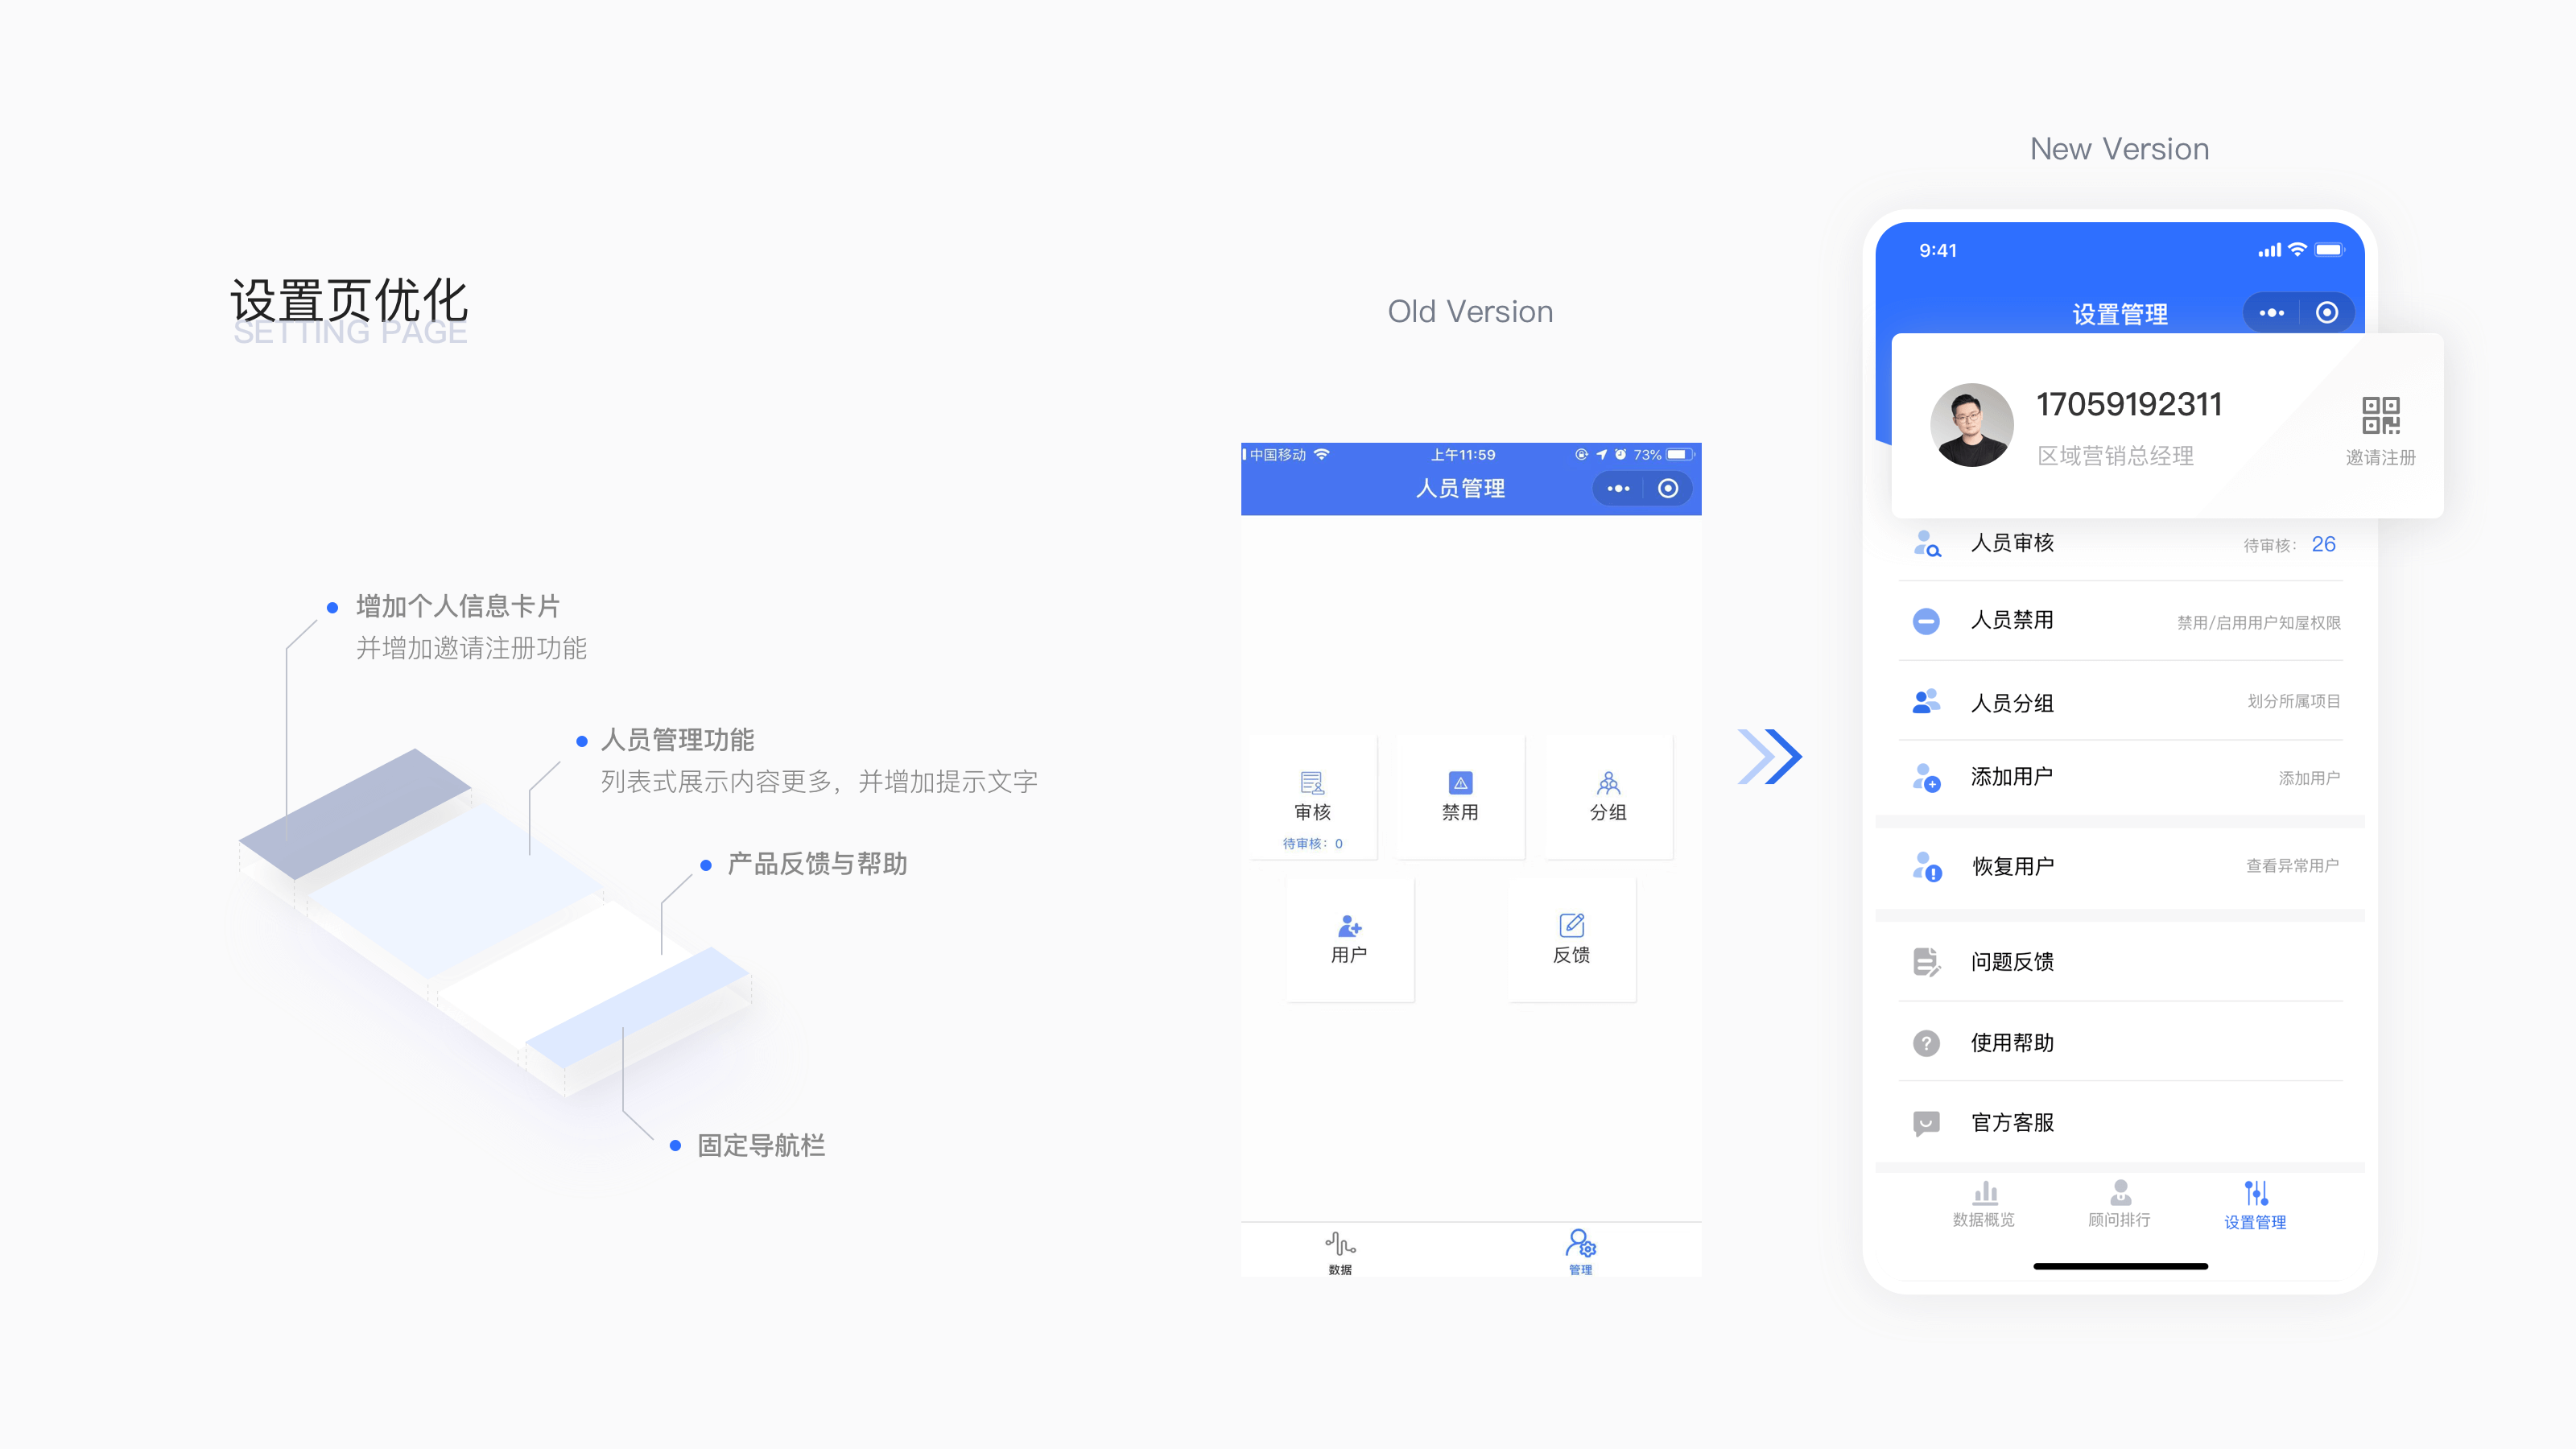 设置页优化
SETTING PAGE
增加个人信息卡片
并增加邀请注册功能
人员管理功能
列表式展示内容更多，并增加提示文字
产品反馈与帮助
固定导航栏
Old Version
中国移动 上午11:59 73%
人员管理
审核
待审核：0
禁用
分组
用户
反馈
数据
管理
New Version
9:41
设置管理
17059192311
区域营销总经理
邀请注册
人员审核 待审核： 26
人员禁用 禁用/启用用户知屋权限
人员分组 划分所属项目
添加用户 添加用户
恢复用户 查看异常用户
问题反馈
使用帮助
官方客服
数据概览
顾问排行
设置管理